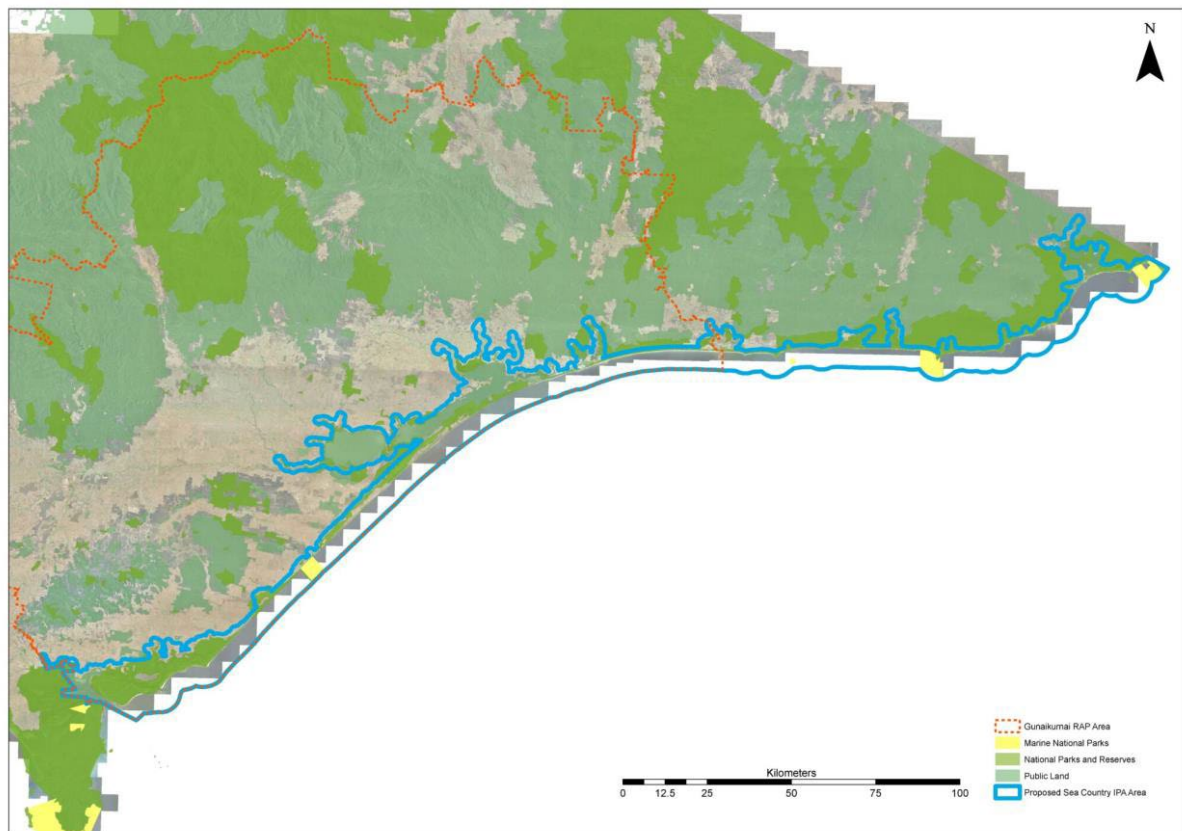 N
Kilometers
0 12.5 25 50 75 100
Gunaikurnai RAP Area
Marine National Parks
National Parks and Reserves
Public Land
Proposed Sea Country IPA Area